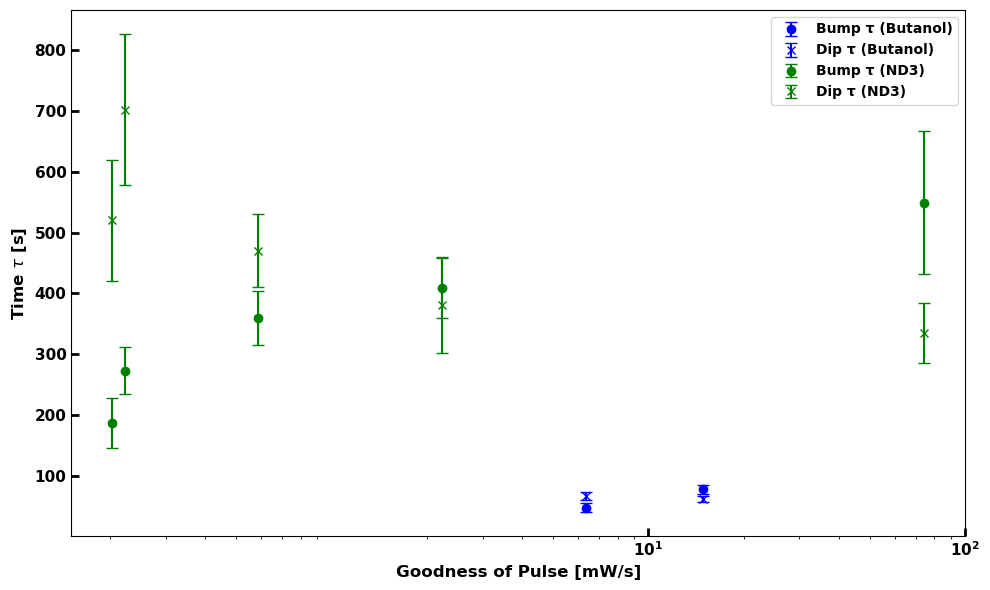 Bump τ (Butanol)
Dip τ (Butanol)
Bump τ (ND3)
Dip τ (ND3)
800
700
600
500
400
300
200
100
Time τ [s]
10¹
10²
Goodness of Pulse [mW/s]